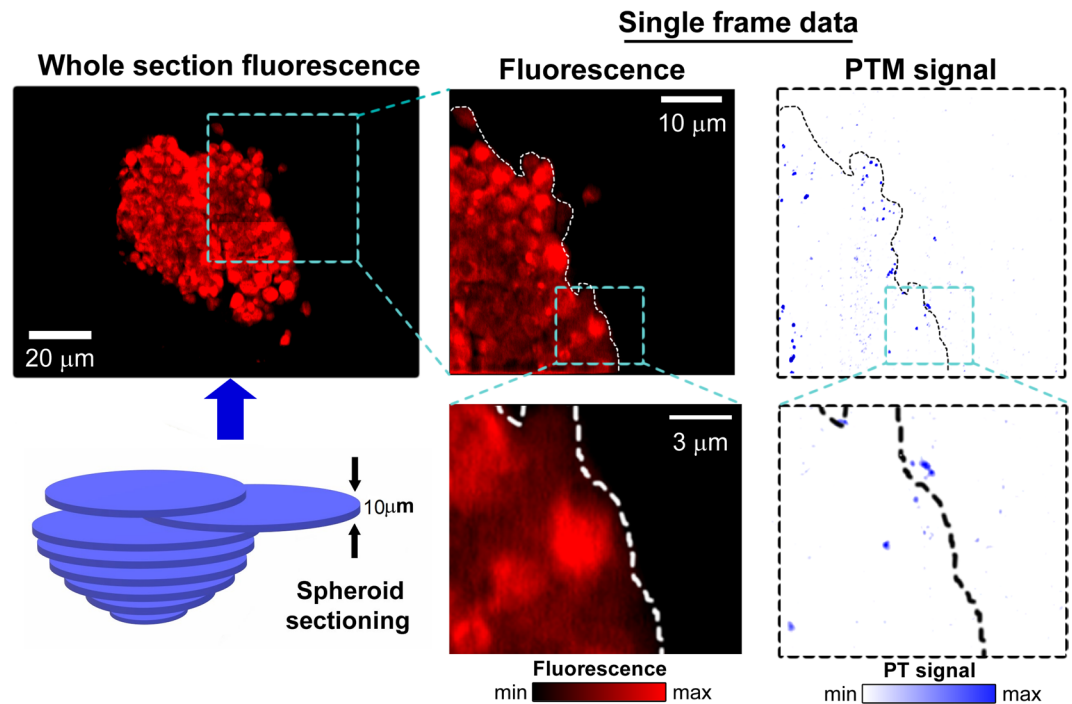 Single frame data
Whole section fluorescence
Fluorescence
PTM signal
10 μm
20 μm
3 μm
10μm
Spheroid
sectioning
Fluorescence
min
max
PT signal
min
max